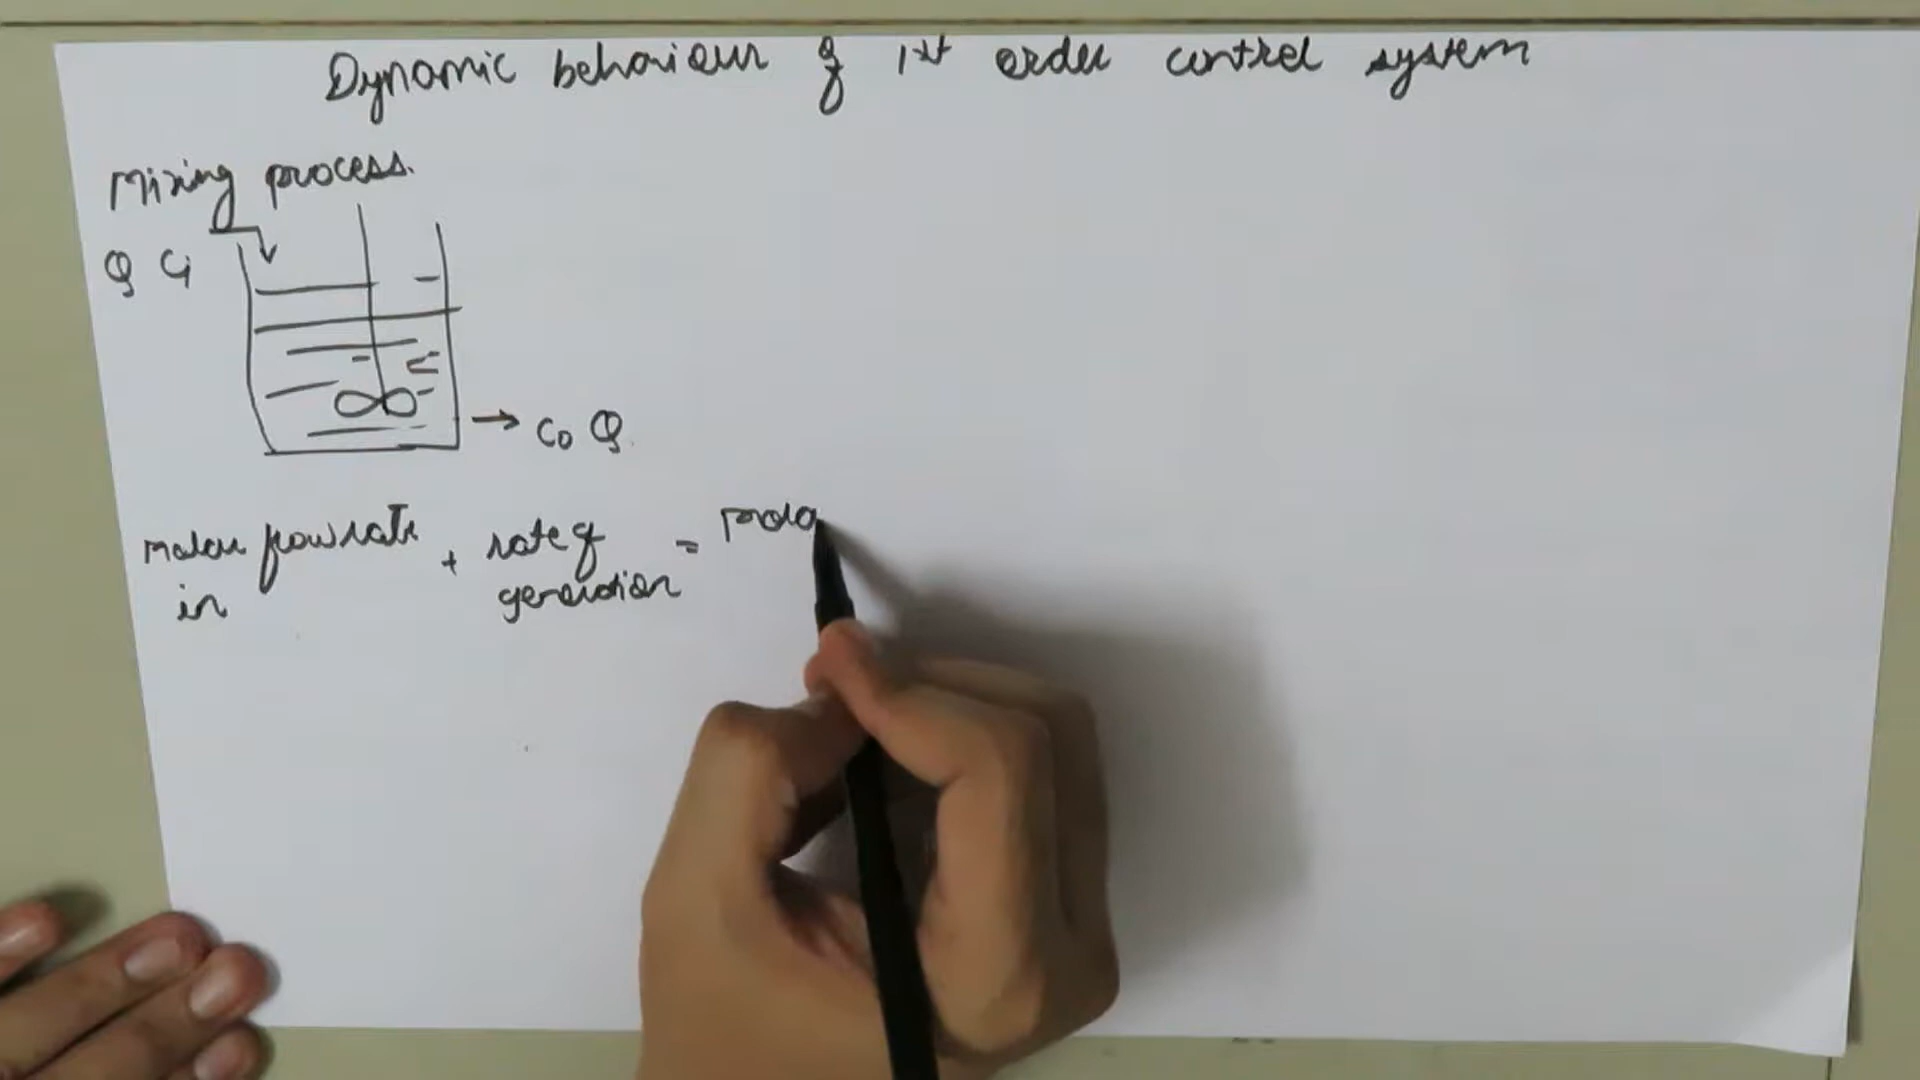 Dynamic behaviour of 1st order control system
Mixing process.
Q Ci
Co Q
Molar flowrate + rate of = mola
in generation